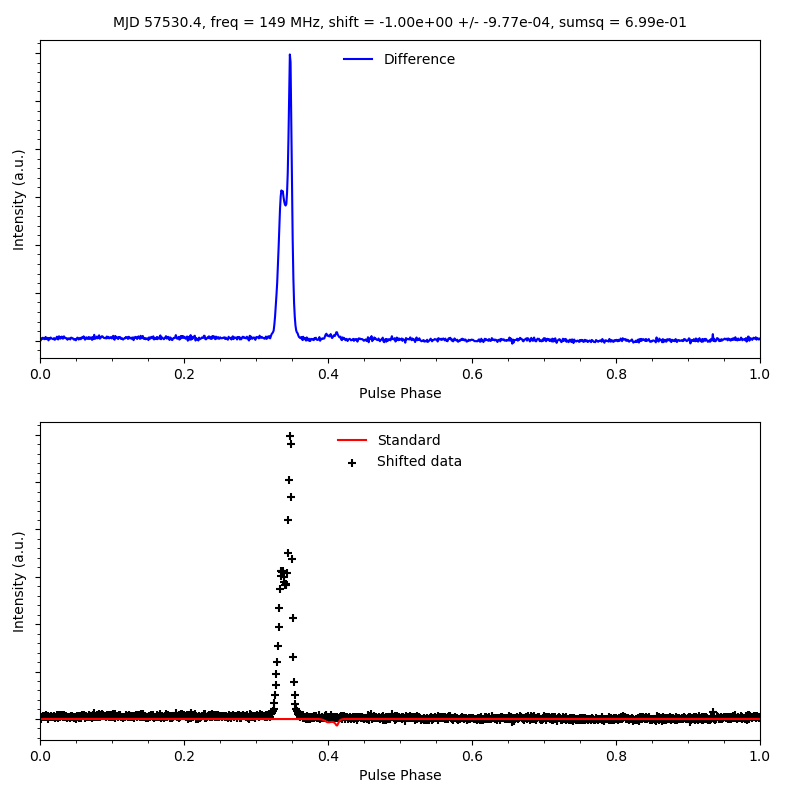 MJD 57530.4, freq = 149 MHz, shift = -1.00e+00 +/- -9.77e-04, sumsq = 6.99e-01
Difference
Intensity (a.u.)
0.0 0.2 0.4 0.6 0.8 1.0
Pulse Phase
Standard
Shifted data
Intensity (a.u.)
0.0 0.2 0.4 0.6 0.8 1.0
Pulse Phase